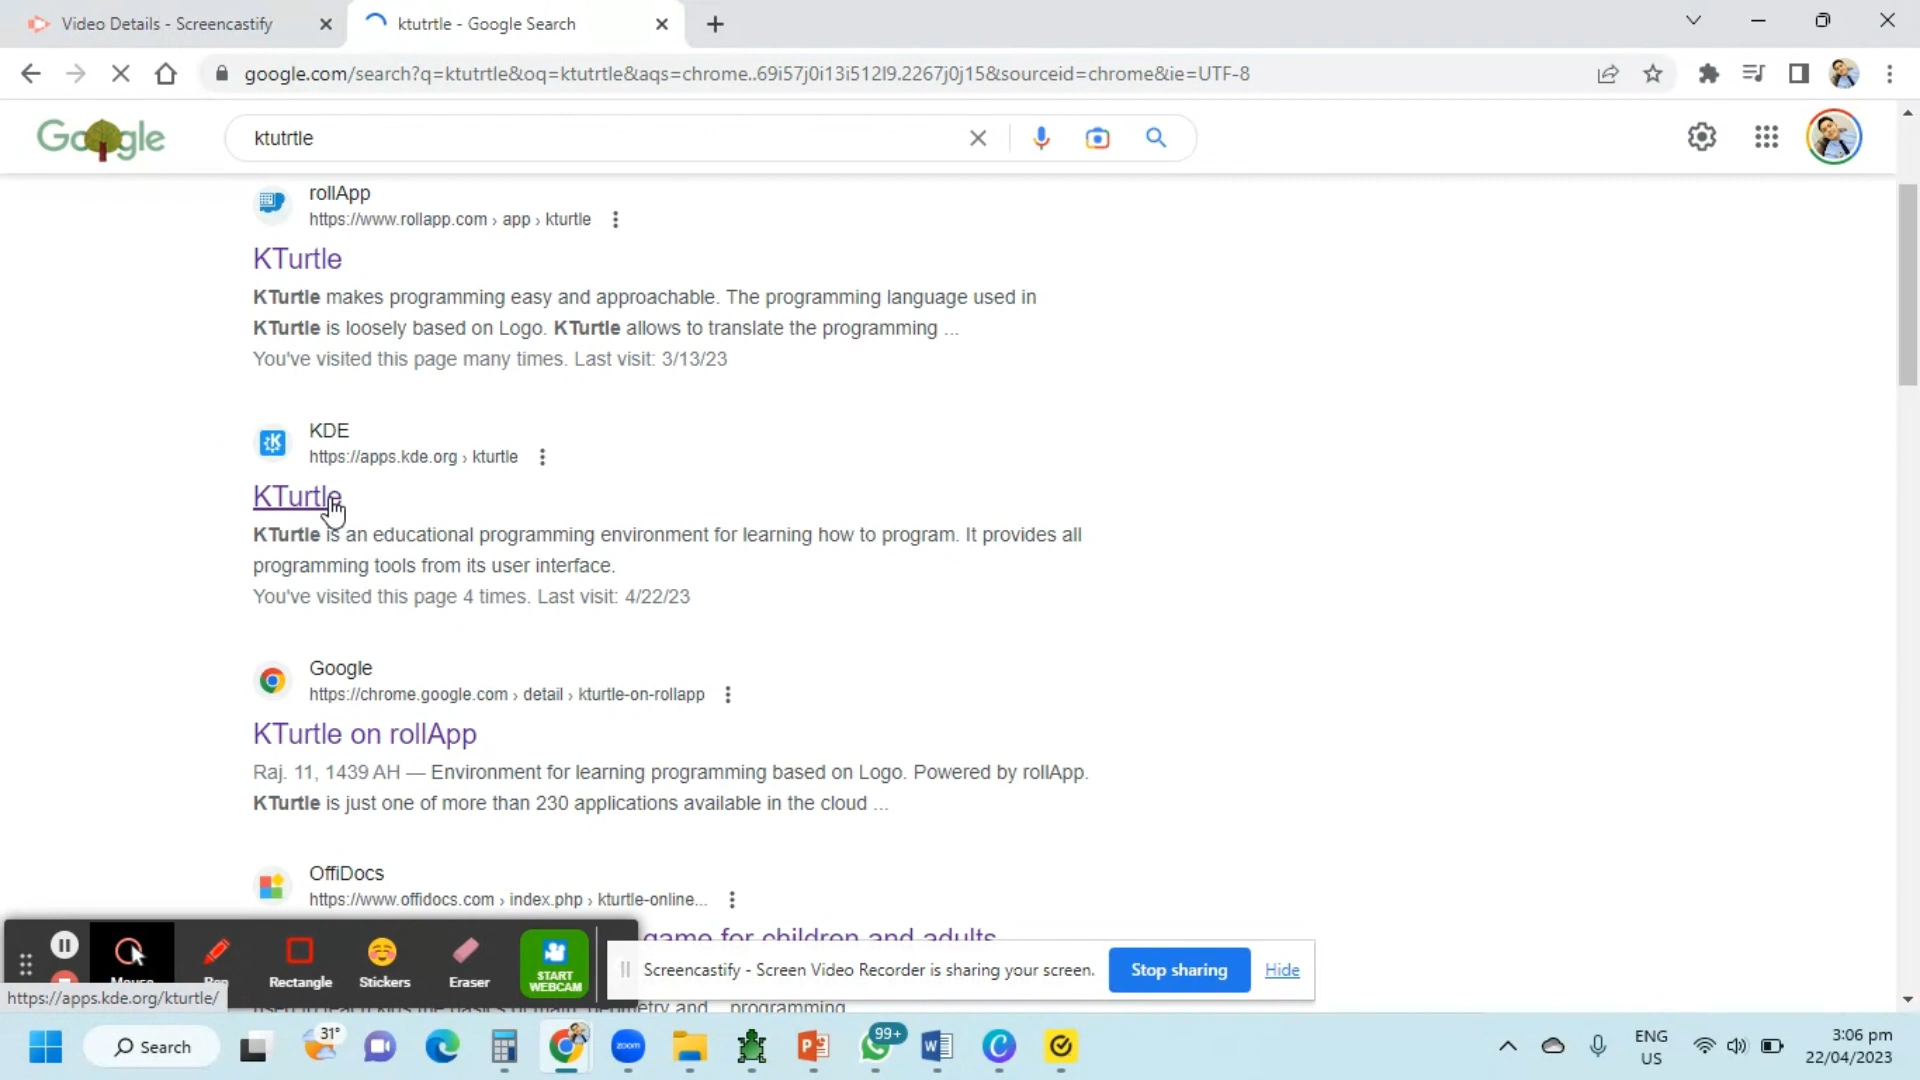 Video Details - Screencastify
ktutrtle - Google Search
google.com/search?q=ktutrtle&oq=ktutrtle&aqs=chrome..69i57j0i13i512l9.2267j0j15&sourceid=chrome&ie=UTF-8
Google
ktutrtle
rollApp
https://www.rollapp.com › app › kturtle
KTurtle
KTurtle makes programming easy and approachable. The programming language used in
KTurtle is loosely based on Logo. KTurtle allows to translate the programming ...
You've visited this page many times. Last visit: 3/13/23
KDE
https://apps.kde.org › kturtle
KTurtle
KTurtle is an educational programming environment for learning how to program. It provides all
programming tools from its user interface.
You've visited this page 4 times. Last visit: 4/22/23
Google
https://chrome.google.com › detail › kturtle-on-rollapp
KTurtle on rollApp
Raj. 11, 1439 AH — Environment for learning programming based on Logo. Powered by rollApp.
KTurtle is just one of more than 230 applications available in the cloud ...
OffiDocs
https://www.offidocs.com › index.php › kturtle-online...
game for children and adults
Mouse
Pen
Rectangle
Stickers
Eraser
START
WEBCAM
Screencastify - Screen Video Recorder is sharing your screen.
Stop sharing
Hide
https://apps.kde.org/kturtle/
programming
Search
31°
zoom
99+
ENG
US
3:06 pm
22/04/2023